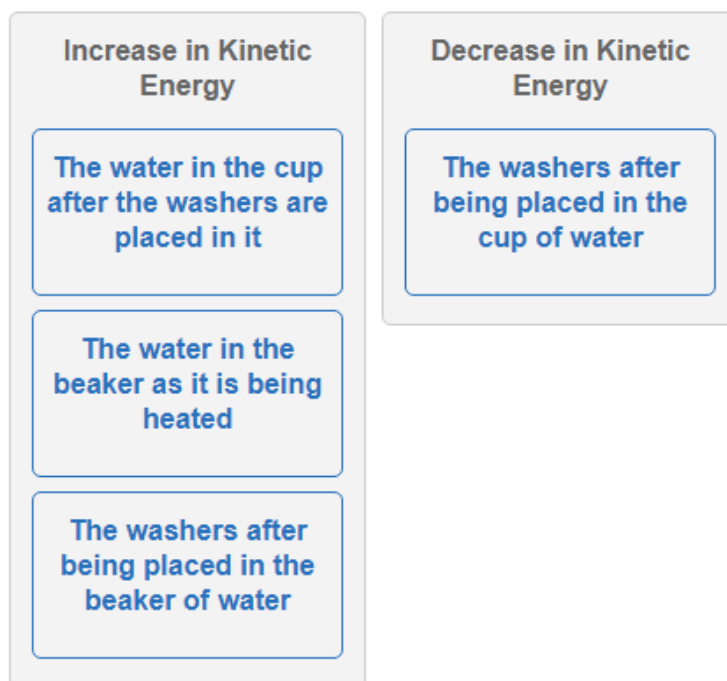 Increase in Kinetic
Energy
The water in the cup
after the washers are
placed in it
The water in the
beaker as it is being
heated
The washers after
being placed in the
beaker of water
Decrease in Kinetic
Energy
The washers after
being placed in the
cup of water